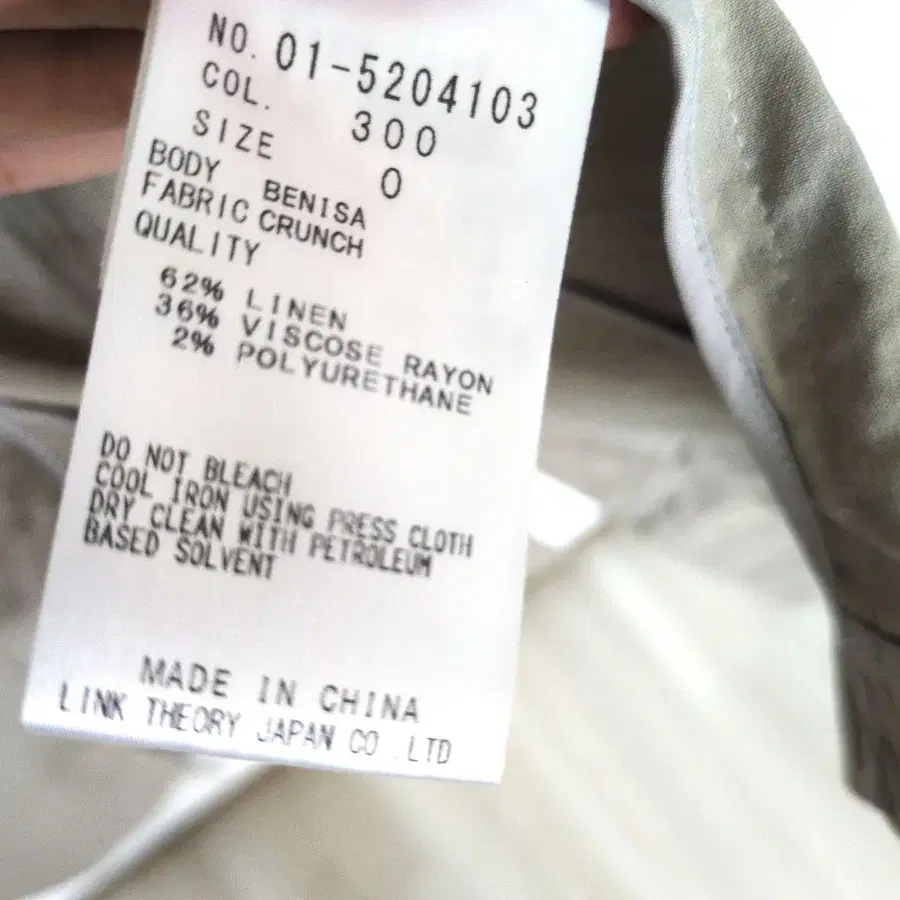 NO. 01-5204103
COL. 300
SIZE 0
BODY BENISA
FABRIC CRUNCH
QUALITY
62% LINEN
36% VISCOSE RAYON
2% POLYURETHANE
DO NOT BLEACH
COOL IRON USING PRESS CLOTH
DRY CLEAN WITH PETROLEUM
BASED SOLVENT
MADE IN CHINA
LINK THEORY JAPAN CO .LTD